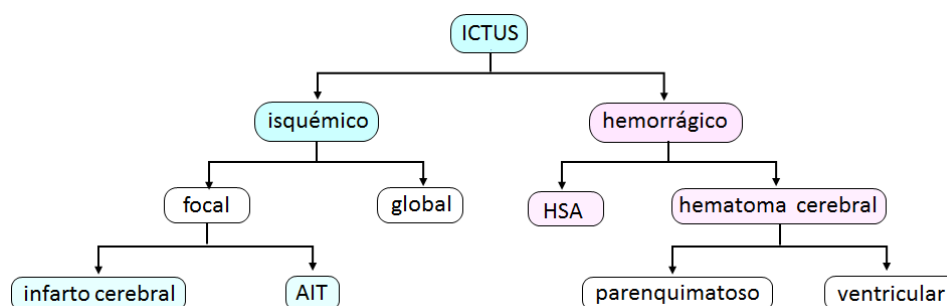 ICTUS
isquémico
hemorrágico
focal
global
HSA
hematoma cerebral
infarto cerebral
AIT
parenquimatoso
ventricular